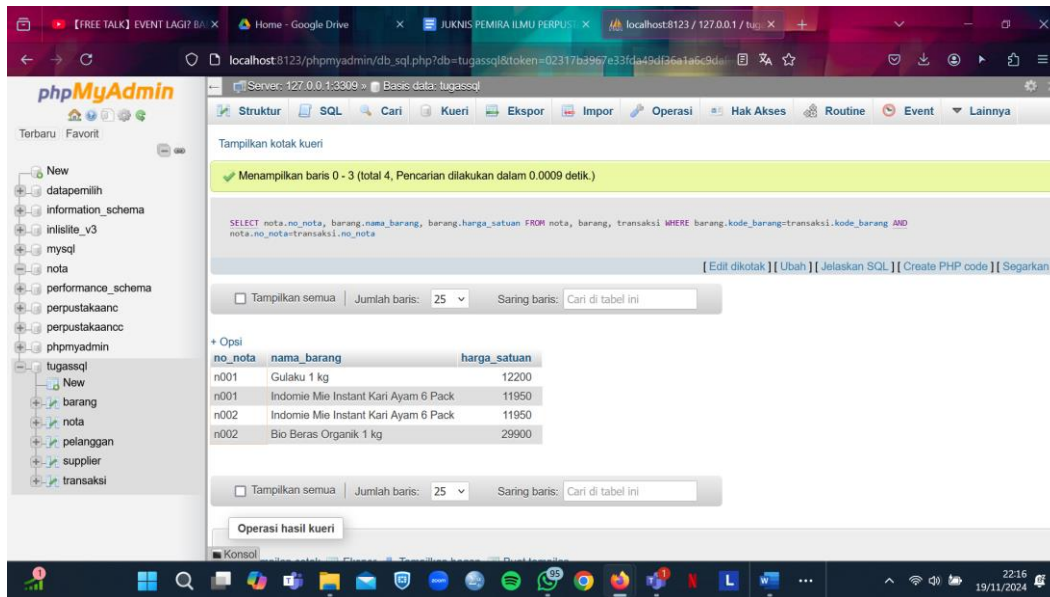 【FREE TALK】EVENT LAGI? BA
Home - Google Drive
JUKNIS PEMIRA ILMU PERPUST
localhost:8123 / 127.0.0.1 / tug
localhost:8123/phpmyadmin/db_sql.php?db=tugassql&token=02317b3967e33fda49df36a1a6c9da
phpMyAdmin
Terbaru Favorit
New
datapemilih
information_schema
inlislite_v3
mysql
nota
performance_schema
perpustakaanc
perpustakaancc
phpmyadmin
tugassql
New
barang
nota
pelanggan
supplier
transaksi
Server: 127.0.0.1:3309 » Basis data: tugassql
Struktur SQL Cari Kueri Ekspor Impor Operasi Hak Akses Routine Event Lainnya
Tampilkan kotak kueri
Menampilkan baris 0 - 3 (total 4, Pencarian dilakukan dalam 0.0009 detik.)
SELECT nota.no_nota, barang.nama_barang, barang.harga_satuan FROM nota, barang, transaksi WHERE barang.kode_barang=transaksi.kode_barang AND
nota.no_nota=transaksi.no_nota
[ Edit dikotak ] [ Ubah ] [ Jelaskan SQL ] [ Create PHP code ] [ Segarkan
Tampilkan semua Jumlah baris: 25 Saring baris: Cari di tabel ini
+ Opsi
no_nota nama_barang harga_satuan
n001 Gulaku 1 kg 12200
n001 Indomie Mie Instant Kari Ayam 6 Pack 11950
n002 Indomie Mie Instant Kari Ayam 6 Pack 11950
n002 Bio Beras Organik 1 kg 29900
Tampilkan semua Jumlah baris: 25 Saring baris: Cari di tabel ini
Operasi hasil kueri
Konsol
1
zoom
95
1
22:16
19/11/2024